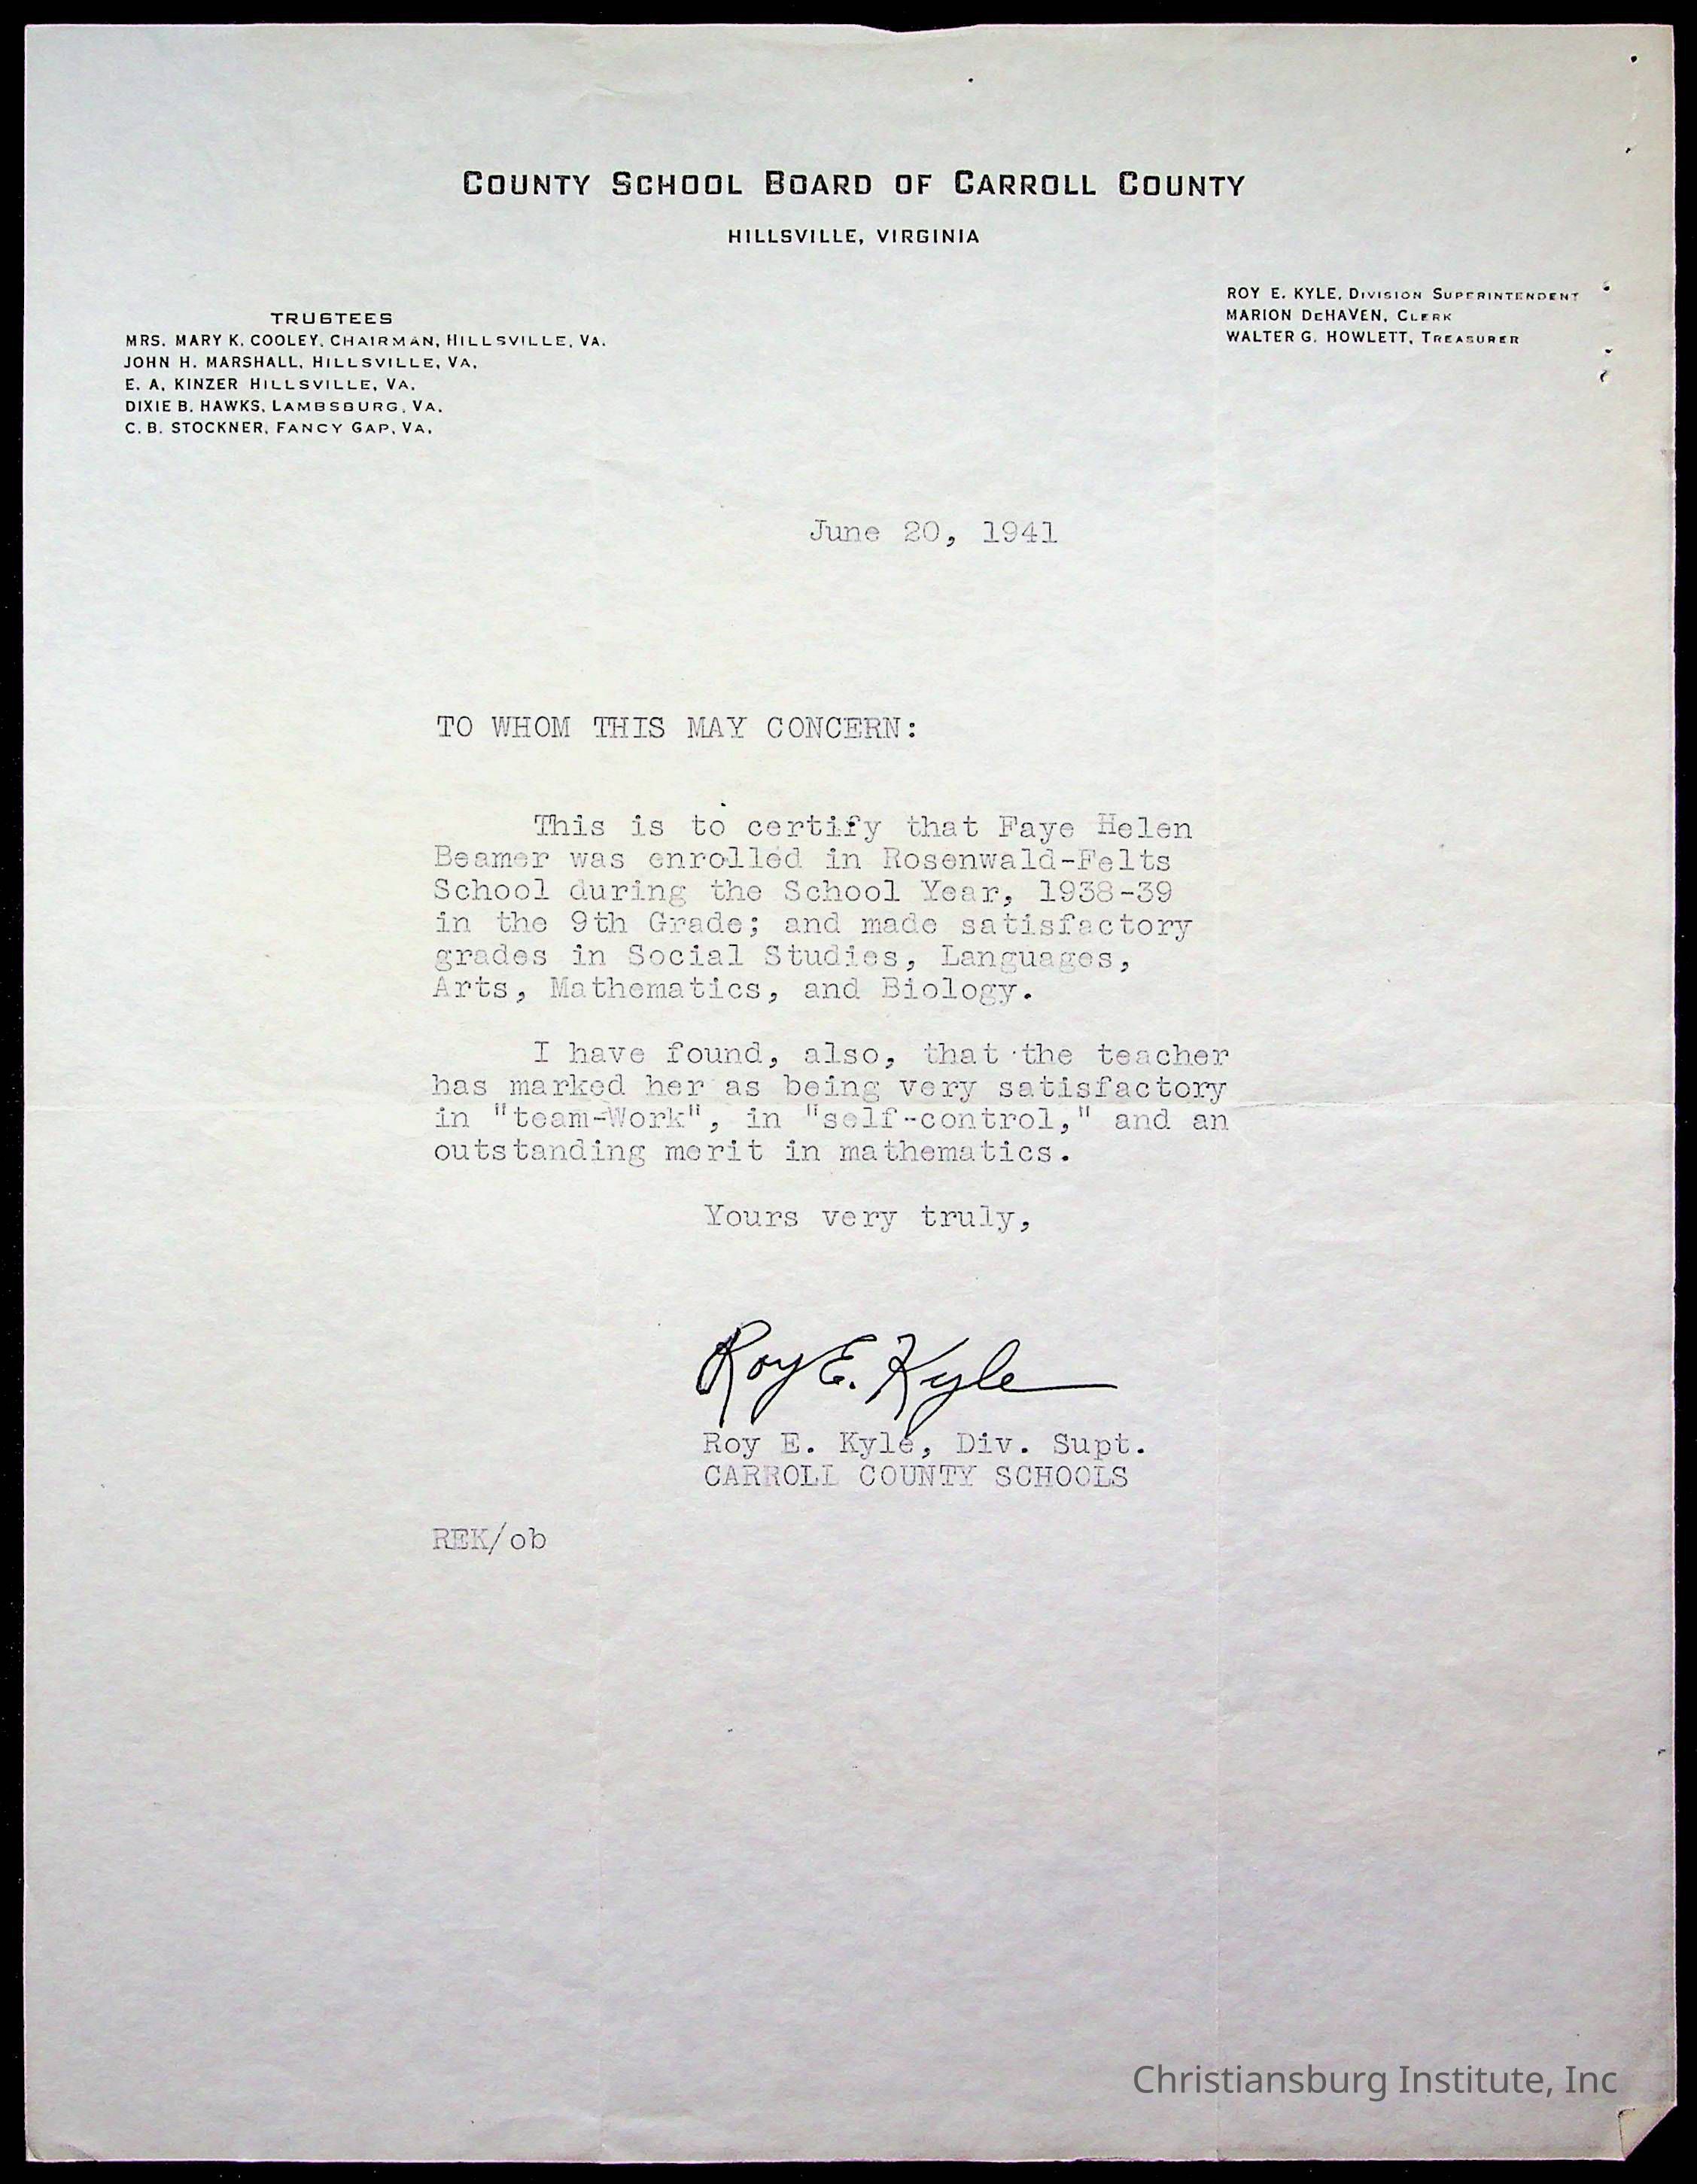 COUNTY SCHOOL BOARD OF CARROLL COUNTY
HILLSVILLE, VIRGINIA
TRUSTEES
MRS. MARY K. COOLEY, CHAIRMAN, HILLSVILLE, VA.
JOHN H. MARSHALL, HILLSVILLE, VA.
E. A. KINZER HILLSVILLE, VA.
DIXIE B. HAWKS, LAMBSBURG, VA.
C. B. STOCKNER, FANCY GAP, VA.
ROY E. KYLE, DIVISION SUPERINTENDENT
MARION DeHAVEN, CLERK
WALTER G. HOWLETT, TREASURER
June 20, 1941
TO WHOM THIS MAY CONCERN:
This is to certify that Faye Helen
Beamer was enrolled in Rosenwald-Felts
School during the School Year, 1938-39
in the 9th Grade; and made satisfactory
grades in Social Studies, Languages,
Arts, Mathematics, and Biology.
I have found, also, that the teacher
has marked her as being very satisfactory
in "team-Work", in "self-control," and an
outstanding merit in mathematics.
Yours very truly,
Roy E. Kyle
Roy E. Kyle, Div. Supt.
CARROLL COUNTY SCHOOLS
REK/ob
Christiansburg Institute, Inc